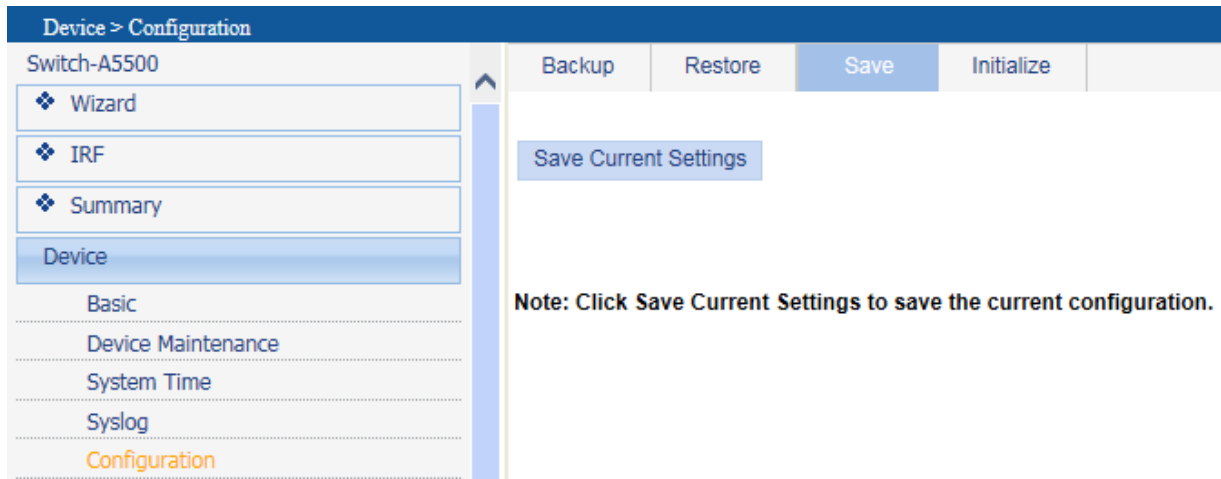 Device > Configuration
Switch-A5500
Wizard
IRF
Summary
Device
Basic
Device Maintenance
System Time
Syslog
Configuration
Backup Restore Save Initialize
Save Current Settings
Note: Click Save Current Settings to save the current configuration.